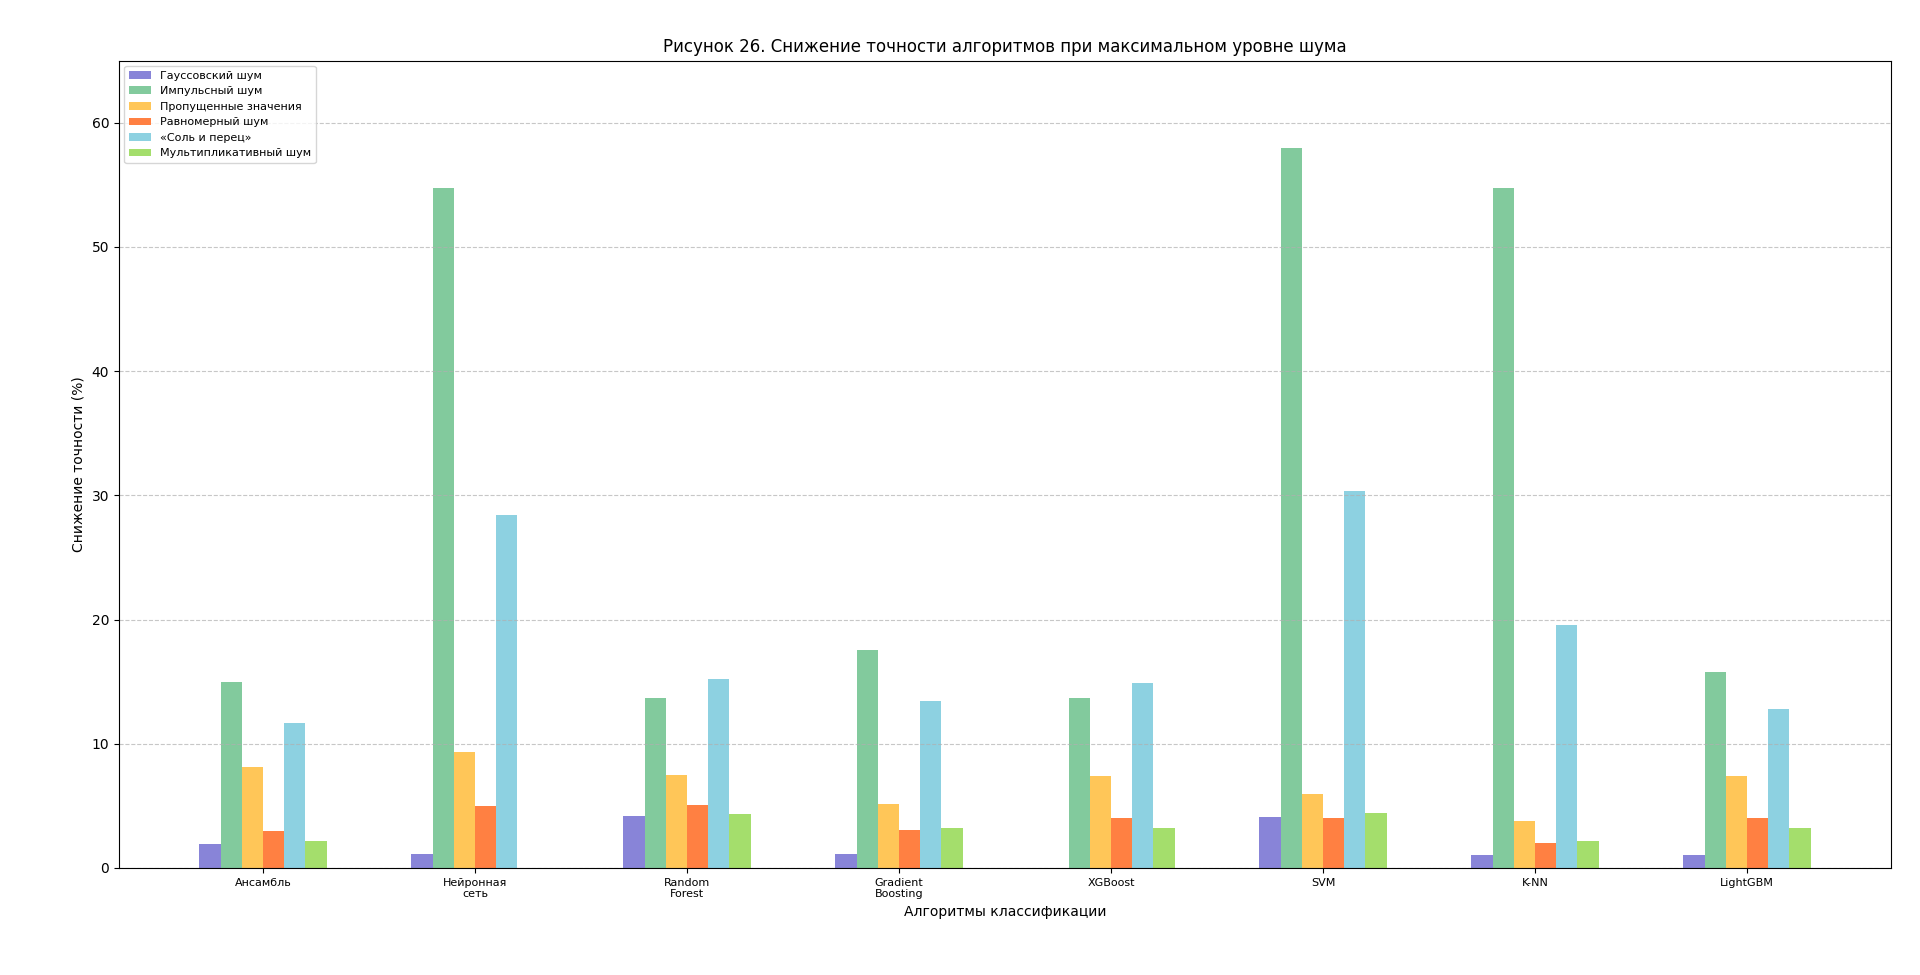 Рисунок 26. Снижение точности алгоритмов при максимальном уровне шума
Гауссовский шум
Импульсный шум
Пропущенные значения
Равномерный шум
«Соль и перец»
Мультипликативный шум
Снижение точности (%)
60
50
40
30
20
10
0
Ансамбль
Нейронная
сеть
Random
Forest
Gradient
Boosting
XGBoost
SVM
K-NN
LightGBM
Алгоритмы классификации